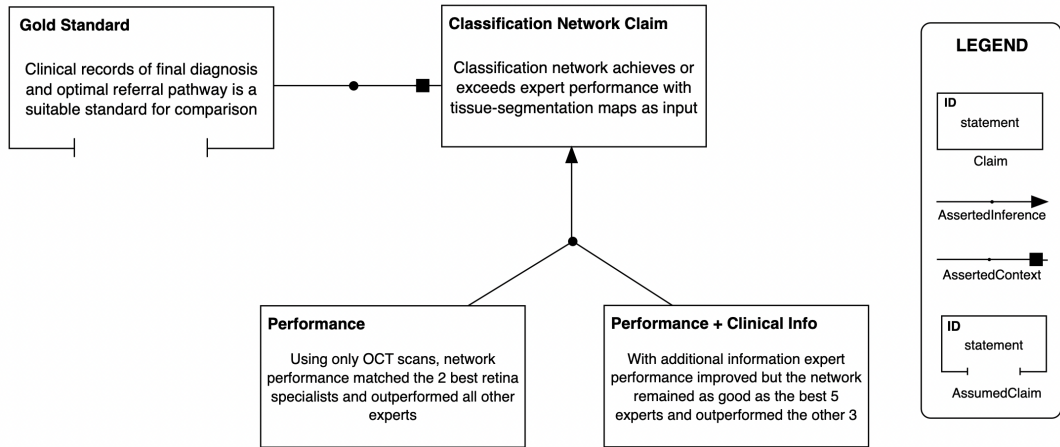 Gold Standard
Clinical records of final diagnosis
and optimal referral pathway is a
suitable standard for comparison
Classification Network Claim
Classification network achieves or
exceeds expert performance with
tissue-segmentation maps as input
Performance
Using only OCT scans, network
performance matched the 2 best retina
specialists and outperformed all other
experts
Performance + Clinical Info
With additional information expert
performance improved but the network
remained as good as the best 5
experts and outperformed the other 3
LEGEND
ID
statement
Claim
AssertedInference
AssertedContext
ID
statement
AssumedClaim